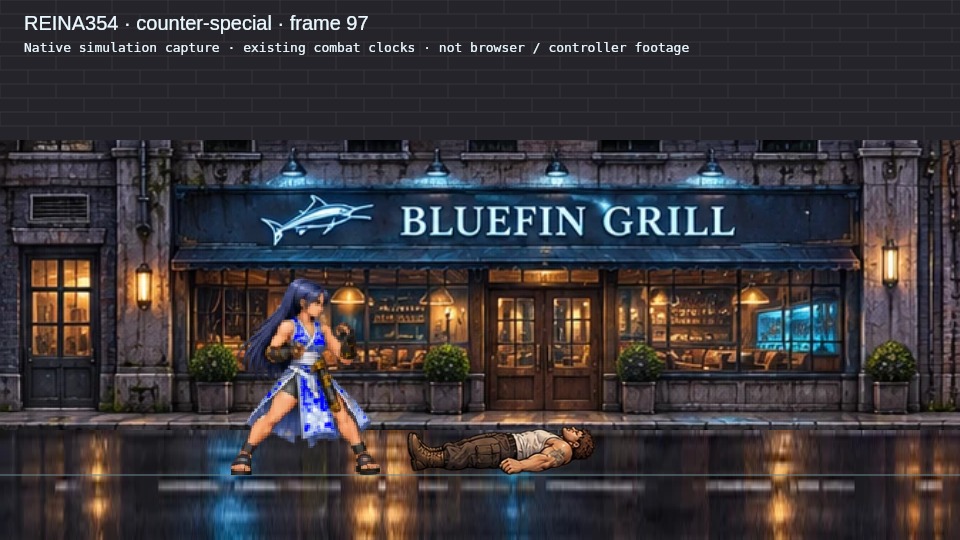 REINA354 · counter-special · frame 97
Native simulation capture · existing combat clocks · not browser / controller footage
BLUEFIN GRILL